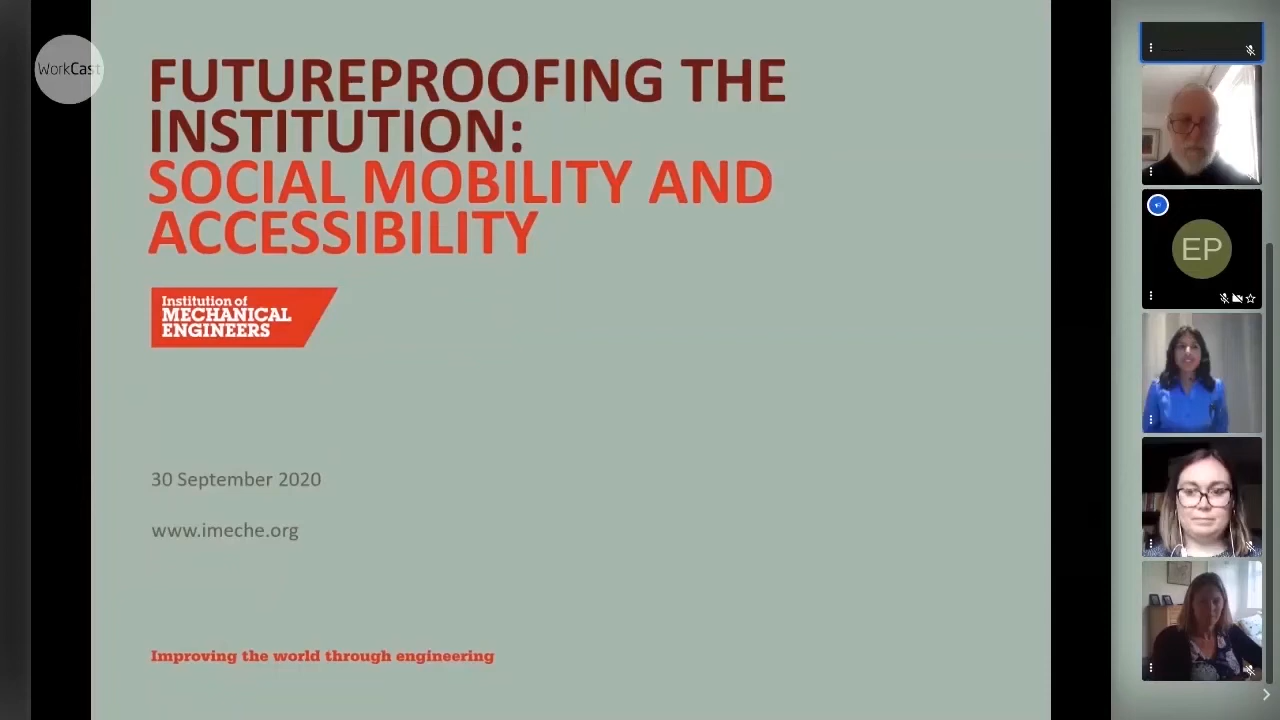 WorkCast
FUTUREPROOFING THE
INSTITUTION:
SOCIAL MOBILITY AND
ACCESSIBILITY
Institution of
MECHANICAL
ENGINEERS
30 September 2020
www.imeche.org
Improving the world through engineering
EP